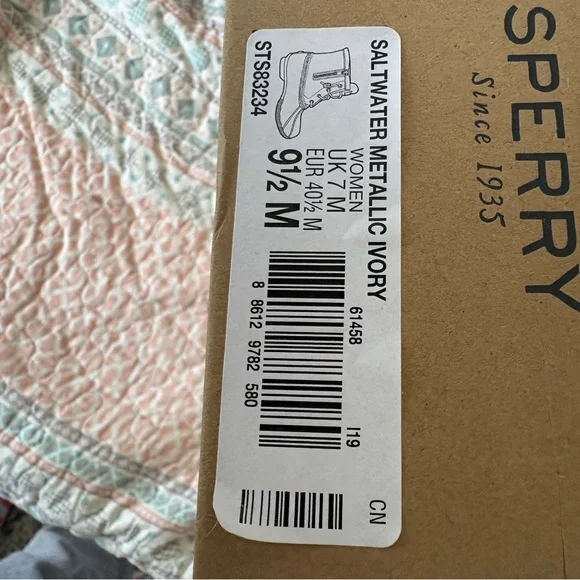 SPERRY
Since 1935
SALTWATER METALLIC IVORY
STS83234
WOMEN
UK 7 M
EUR 40½ M
9½ M
61458
I19
8 8612 9782 580
CN